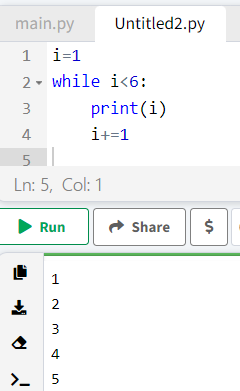 main.py Untitled2.py
1 i=1
2 while i<6:
3     print(i)
4     i+=1
5
Ln: 5, Col: 1
Run Share $
1
2
3
4
5